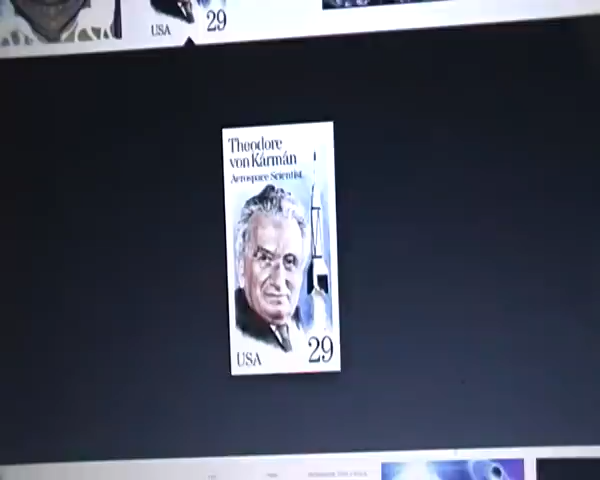 USA 29
Theodore
von Kármán
Aerospace Scientist
USA 29